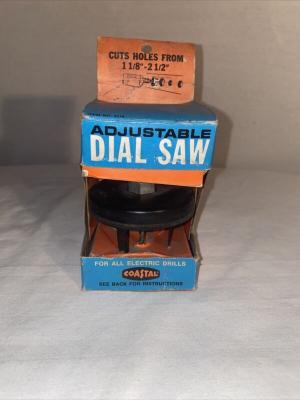 CUTS HOLES FROM
1 1/8"-2 1/2"
ADJUSTABLE
DIAL SAW
FOR ALL ELECTRIC DRILLS
COASTAL
SEE BACK FOR INSTRUCTIONS